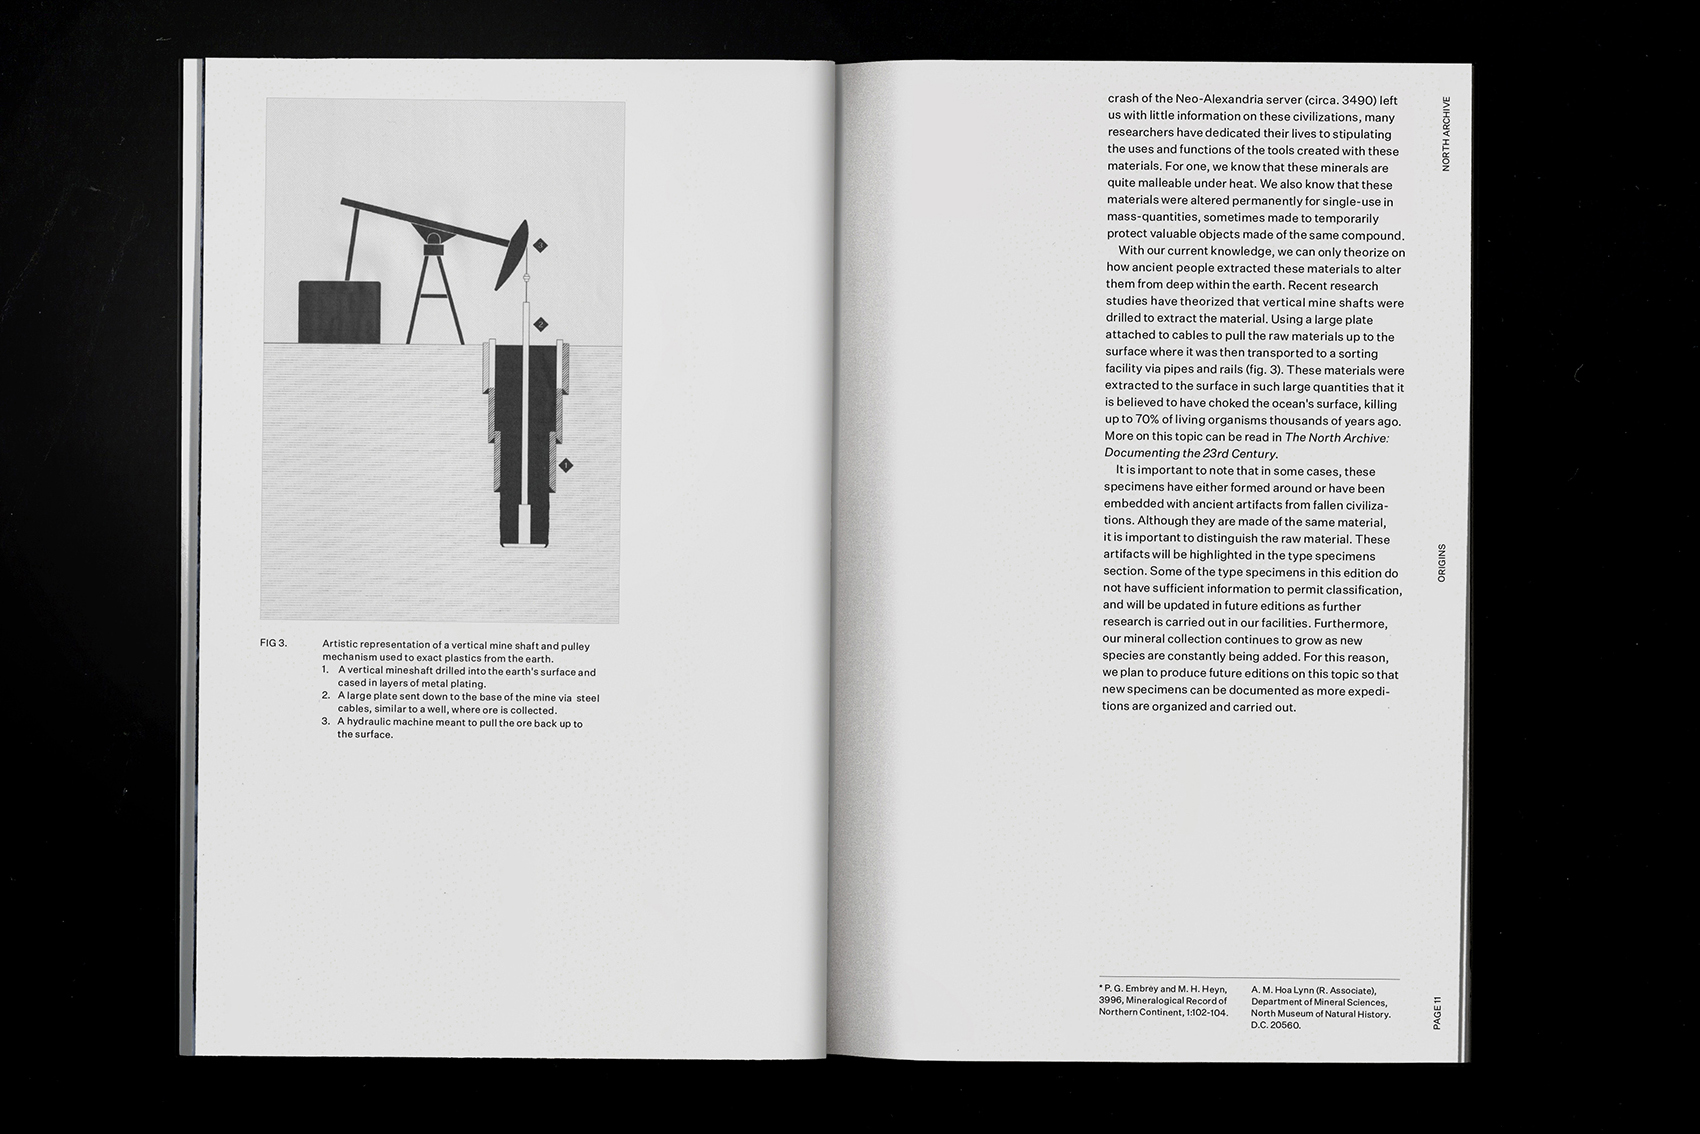 3
2
1
FIG 3.
Artistic representation of a vertical mine shaft and pulley
mechanism used to exact plastics from the earth.
1. A vertical mineshaft drilled into the earth's surface and
cased in layers of metal plating.
2. A large plate sent down to the base of the mine via steel
cables, similar to a well, where ore is collected.
3. A hydraulic machine meant to pull the ore back up to
the surface.
crash of the Neo-Alexandria server (circa. 3490) left
us with little information on these civilizations, many
researchers have dedicated their lives to stipulating
the uses and functions of the tools created with these
materials. For one, we know that these minerals are
quite malleable under heat. We also know that these
materials were altered permanently for single-use in
mass-quantities, sometimes made to temporarily
protect valuable objects made of the same compound.
With our current knowledge, we can only theorize on
how ancient people extracted these materials to alter
them from deep within the earth. Recent research
studies have theorized that vertical mine shafts were
drilled to extract the material. Using a large plate
attached to cables to pull the raw materials up to the
surface where it was then transported to a sorting
facility via pipes and rails (fig. 3). These materials were
extracted to the surface in such large quantities that it
is believed to have choked the ocean's surface, killing
up to 70% of living organisms thousands of years ago.
More on this topic can be read in The North Archive:
Documenting the 23rd Century.
It is important to note that in some cases, these
specimens have either formed around or have been
embedded with ancient artifacts from fallen civiliza-
tions. Although they are made of the same material,
it is important to distinguish the raw material. These
artifacts will be highlighted in the type specimens
section. Some of the type specimens in this edition do
not have sufficient information to permit classification,
and will be updated in future editions as further
research is carried out in our facilities. Furthermore,
our mineral collection continues to grow as new
species are constantly being added. For this reason,
we plan to produce future editions on this topic so that
new specimens can be documented as more expedi-
tions are organized and carried out.
* P. G. Embrey and M. H. Heyn,
3996, Mineralogical Record of
Northern Continent, 1:102-104.
A. M. Hoa Lynn (R. Associate),
Department of Mineral Sciences,
North Museum of Natural History.
D.C. 20560.
NORTH ARCHIVE
ORIGINS
PAGE 11